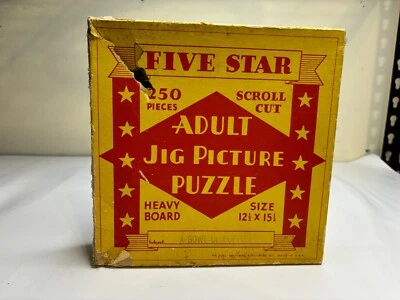 FIVE STAR
250 PIECES
SCROLL CUT
ADULT
JIG PICTURE
PUZZLE
HEAVY BOARD
SIZE
12½ X 15½
Subject